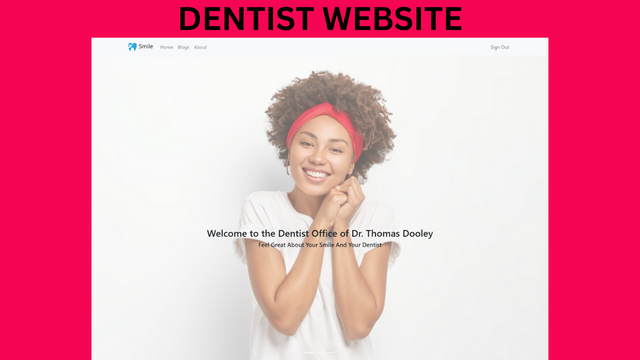 DENTIST WEBSITE
Smile Home Blogs About Sign Out
Welcome to the Dentist Office of Dr. Thomas Dooley
Feel Great About Your Smile And Your Dentist